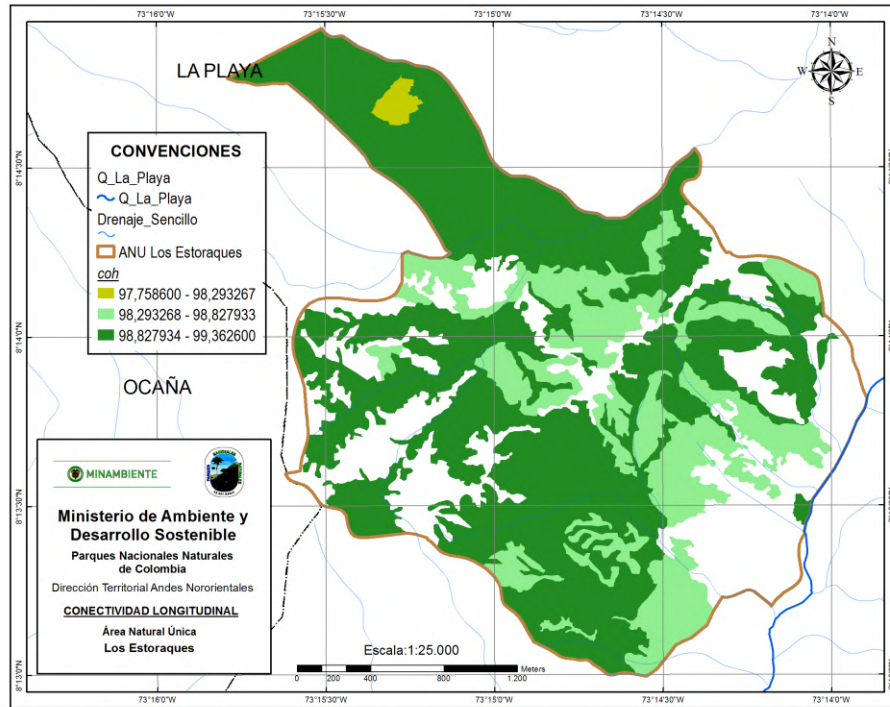 73°16'0"W 73°15'30"W 73°15'0"W 73°14'30"W 73°14'0"W
N
W E
S
LA PLAYA
8°14'30"N
CONVENCIONES
Q_La_Playa
Q_La_Playa
Drenaje_Sencillo
ANU Los Estoraques
coh
97,758600 - 98,293267
98,293268 - 98,827933
98,827934 - 99,362600
8°14'0"N
OCAÑA
MINAMBIENTE
Ministerio de Ambiente y
Desarrollo Sostenible
Parques Nacionales Naturales
de Colombia
Dirección Territorial Andes Nororientales
CONECTIVIDAD LONGITUDINAL
Área Natural Única
Los Estoraques
8°13'30"N
Escala:1:25.000
Meters
0 200 400 800 1.200
8°13'0"N
73°16'0"W 73°15'30"W 73°15'0"W 73°14'30"W 73°14'0"W